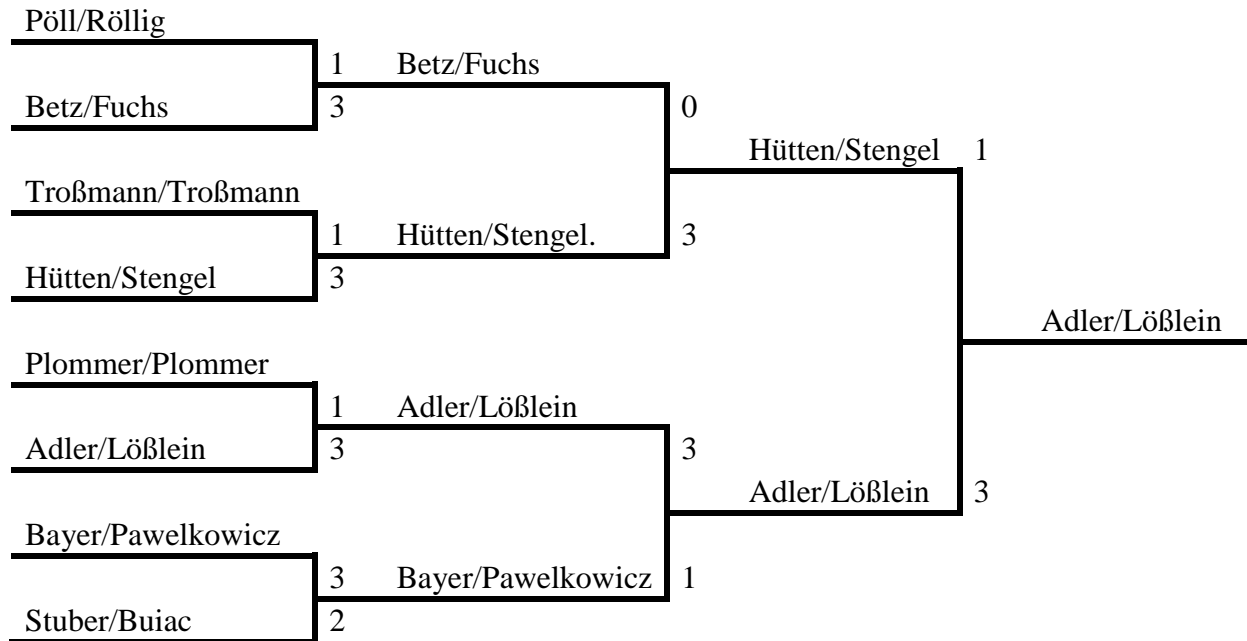 Pöll/Röllig
1 Betz/Fuchs
Betz/Fuchs 3 0
Hütten/Stengel 1
Troßmann/Troßmann
1 Hütten/Stengel. 3
Hütten/Stengel 3
Adler/Lößlein
Plommer/Plommer
1 Adler/Lößlein
Adler/Lößlein 3 3
Adler/Lößlein 3
Bayer/Pawelkowicz
3 Bayer/Pawelkowicz 1
Stuber/Buiac 2